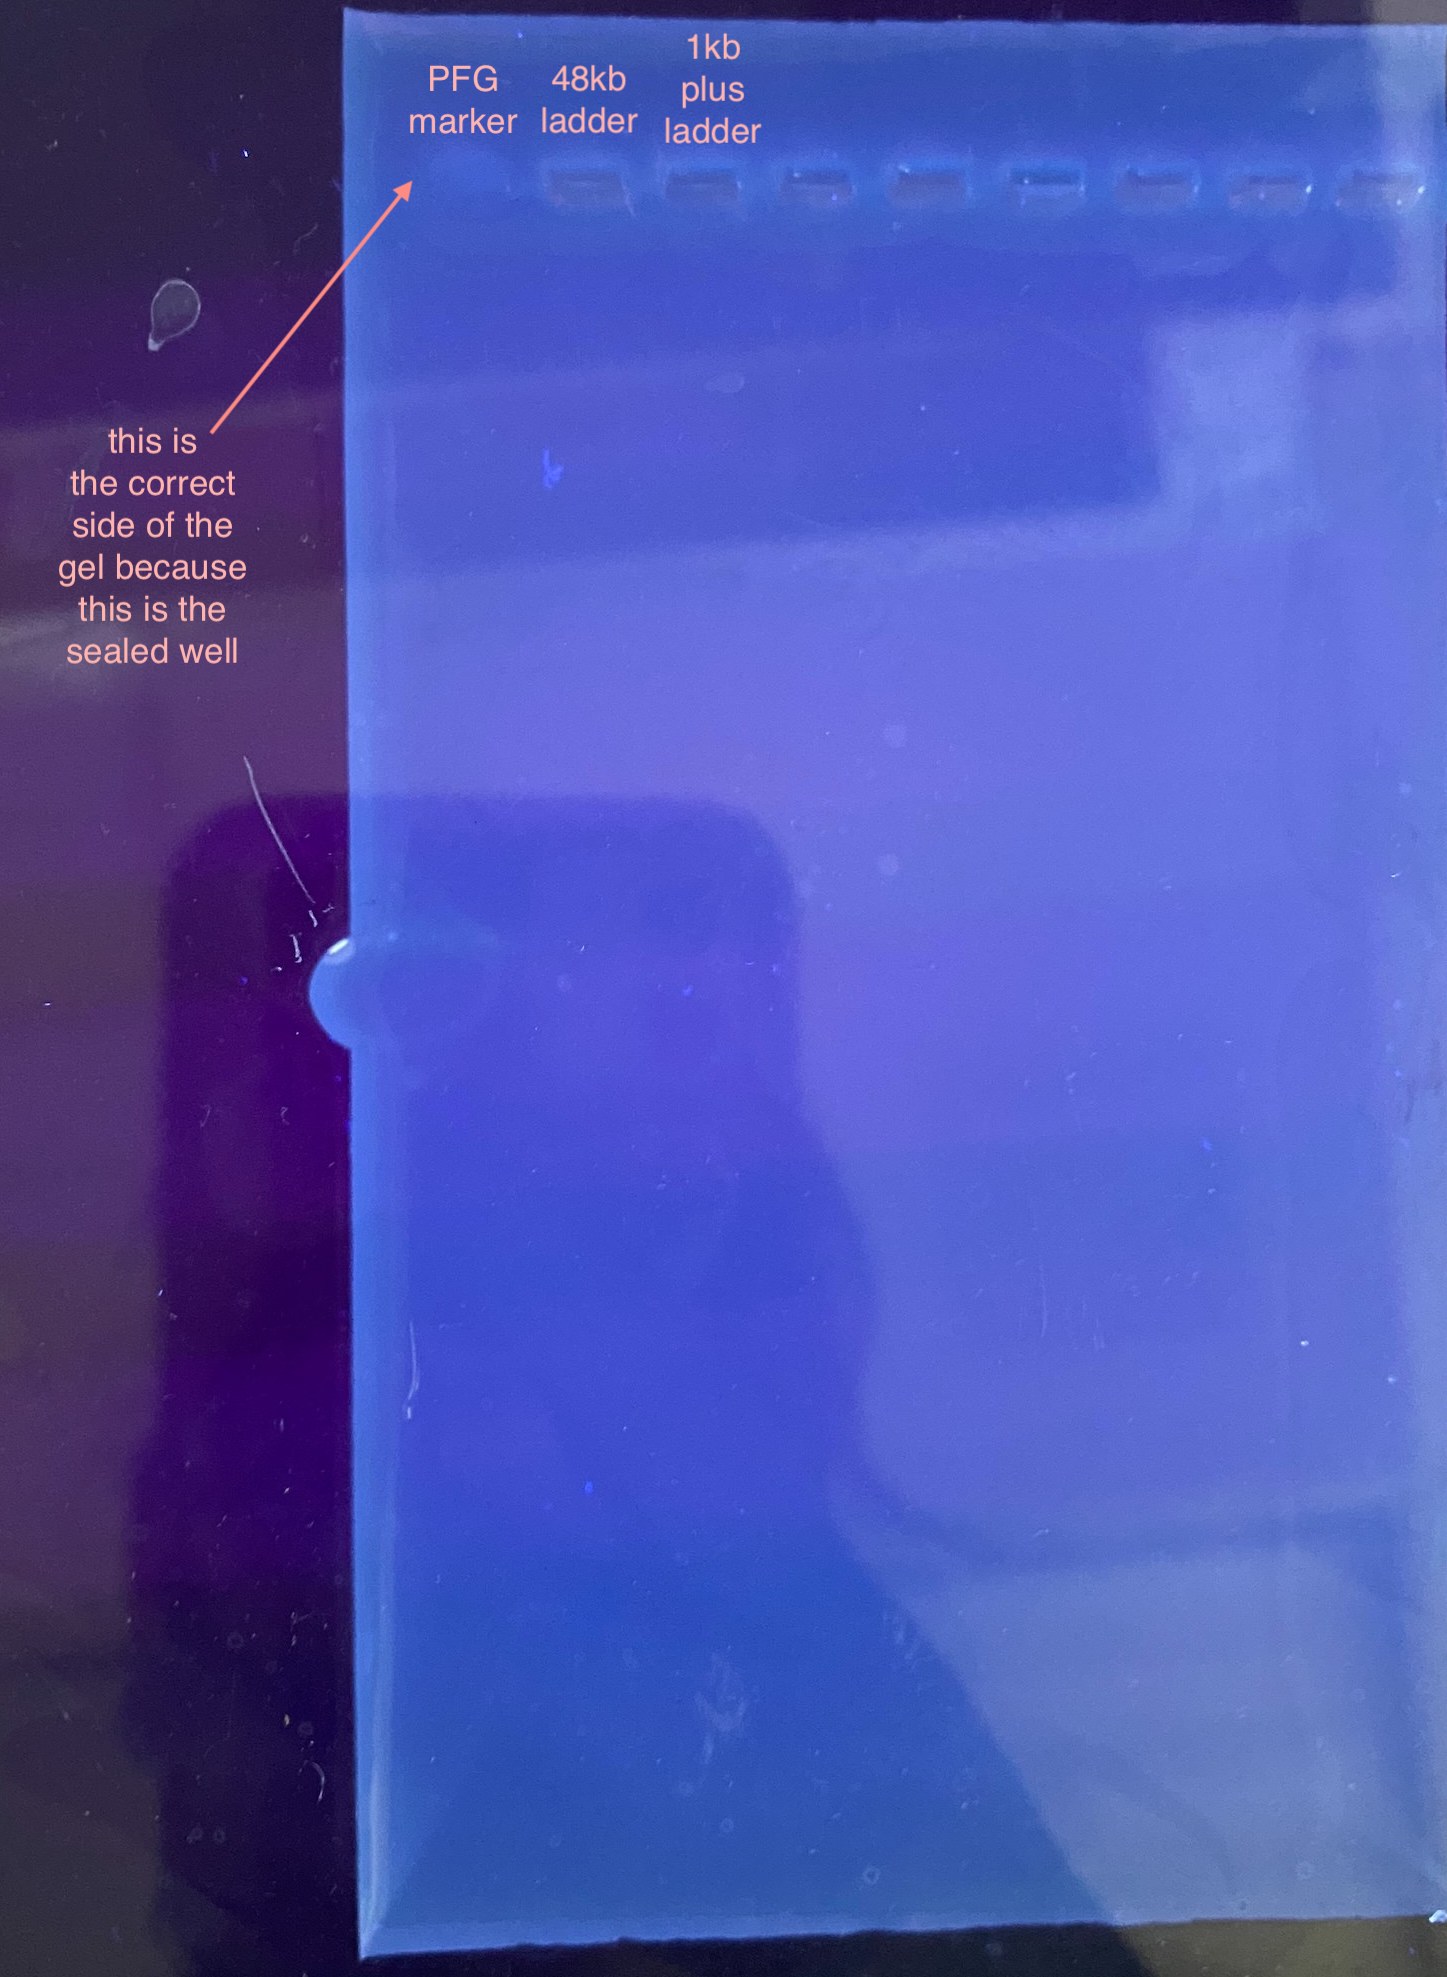 PFG
marker
48kb
ladder
1kb
plus
ladder
this is
the correct
side of the
gel because
this is the
sealed well